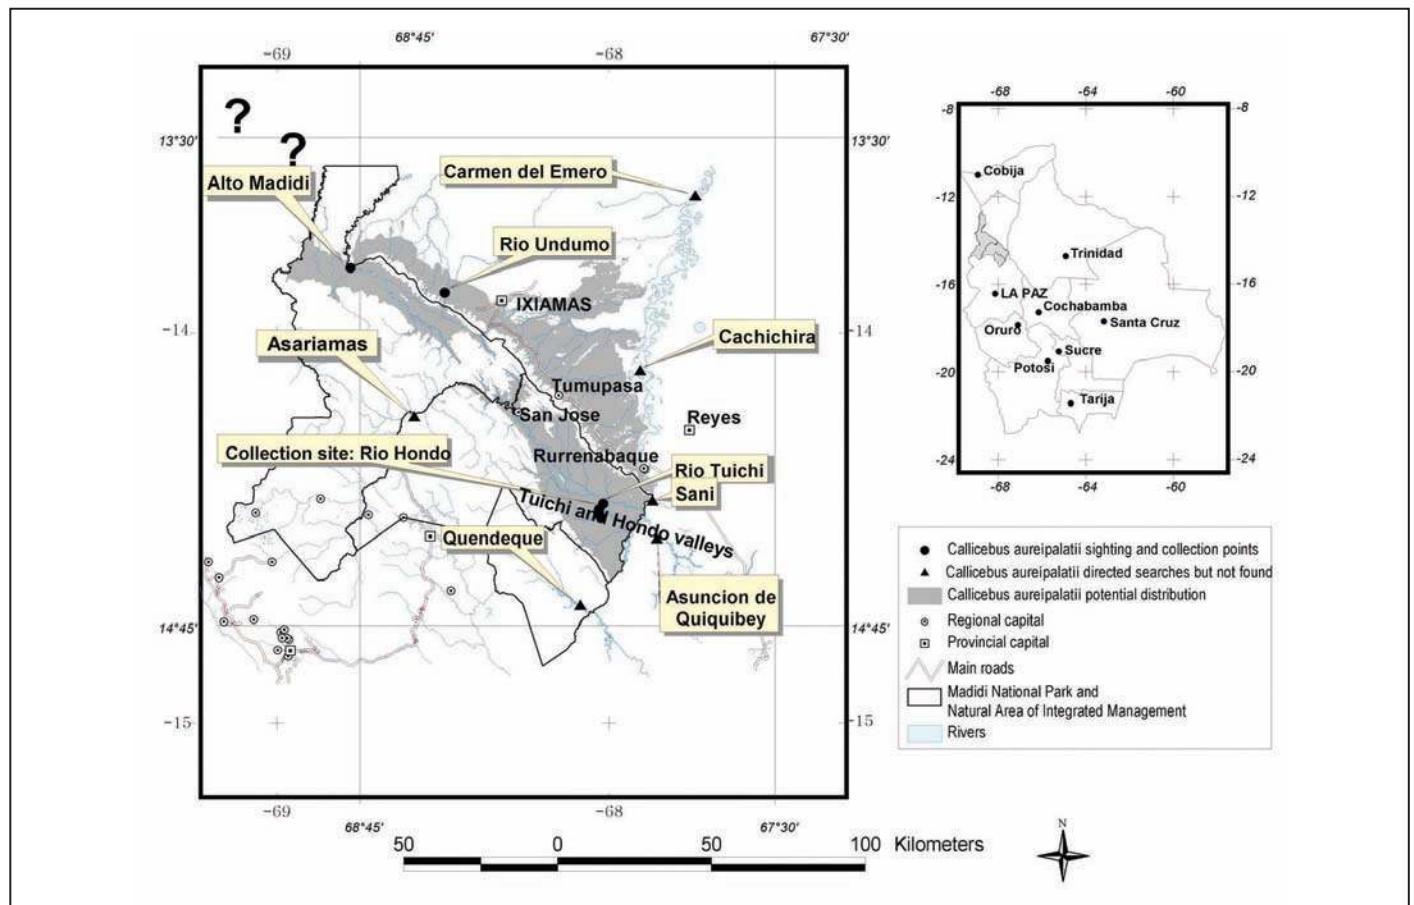 68°45'
67°30'
-69
-68
?
?
13°30'
13°30'
Alto Madidi
Carmen del Emero
Rio Undumo
IXIAMAS
-14
-14
Asariamas
Cachichira
Tumupasa
San Jose
Reyes
Collection site: Rio Hondo
Rurrenabaque
Rio Tuichi
Sani
Tuichi and Hondo valleys
Quendeque
Asuncion de
Quiquibey
14°45'
14°45'
-15
-15
-69
-68
68°45'
67°30'
50 0 50 100 Kilometers
N
-68 -64 -60
-8 -8
Cobija
-12 -12
Trinidad
-16 -16
LA PAZ
Cochabamba
Oruro
Santa Cruz
Sucre
Potosi
-20 -20
Tarija
-24 -24
-68 -64 -60
Callicebus aureipalatii sighting and collection points
Callicebus aureipalatii directed searches but not found
Callicebus aureipalatii potential distribution
Regional capital
Provincial capital
Main roads
Madidi National Park and
Natural Area of Integrated Management
Rivers